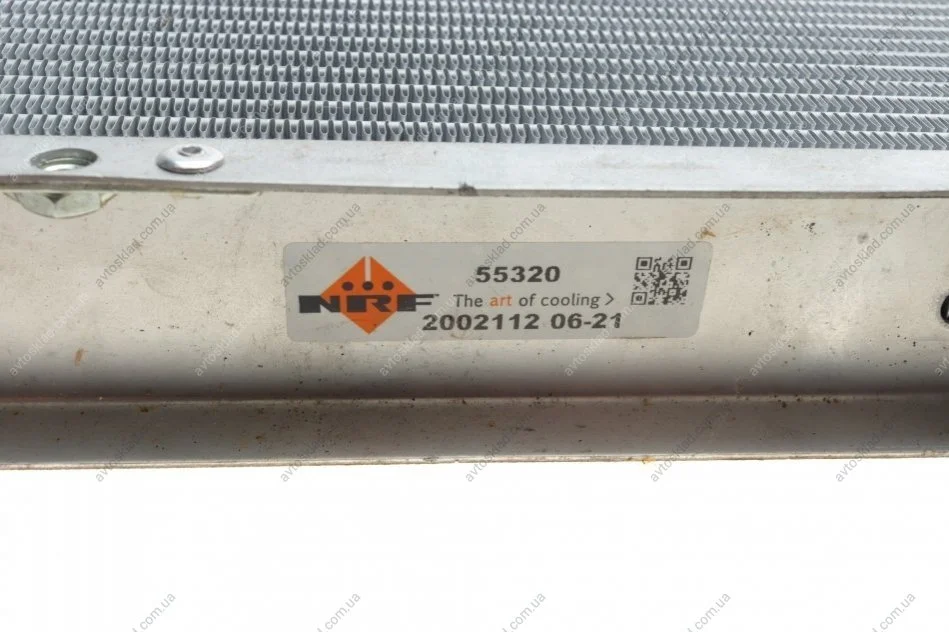 55320
NRF The art of cooling >
2002112 06-21
avtosklad.com.ua